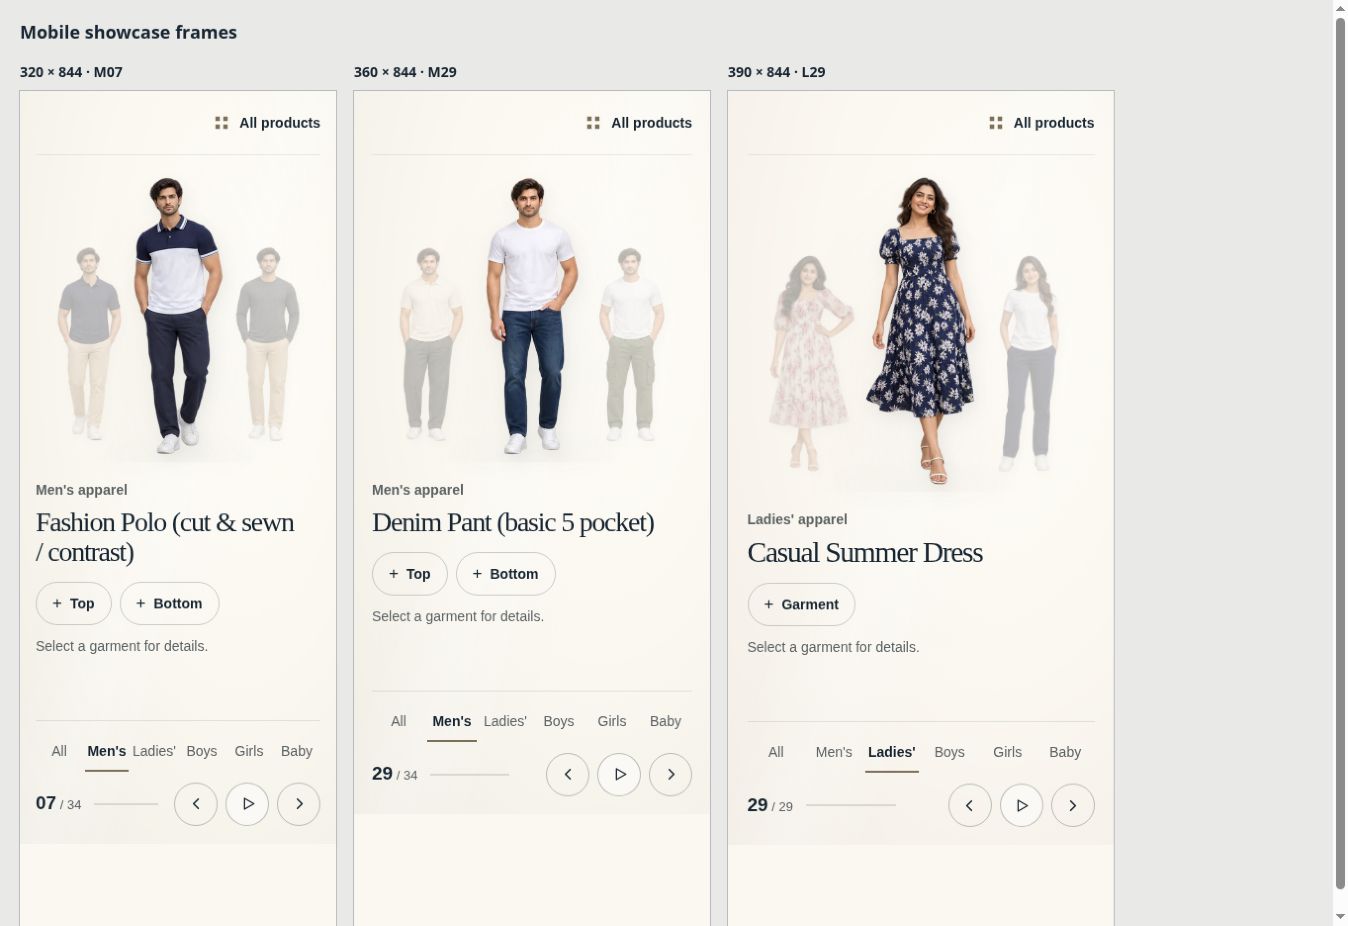 Mobile showcase frames
320 × 844 · M07
All products
Men's apparel
Fashion Polo (cut & sewn
/ contrast)
+ Top
+ Bottom
Select a garment for details.
All Men's Ladies' Boys Girls Baby
07 / 34
360 × 844 · M29
All products
Men's apparel
Denim Pant (basic 5 pocket)
+ Top
+ Bottom
Select a garment for details.
All Men's Ladies' Boys Girls Baby
29 / 34
390 × 844 · L29
All products
Ladies' apparel
Casual Summer Dress
+ Garment
Select a garment for details.
All Men's Ladies' Boys Girls Baby
29 / 29